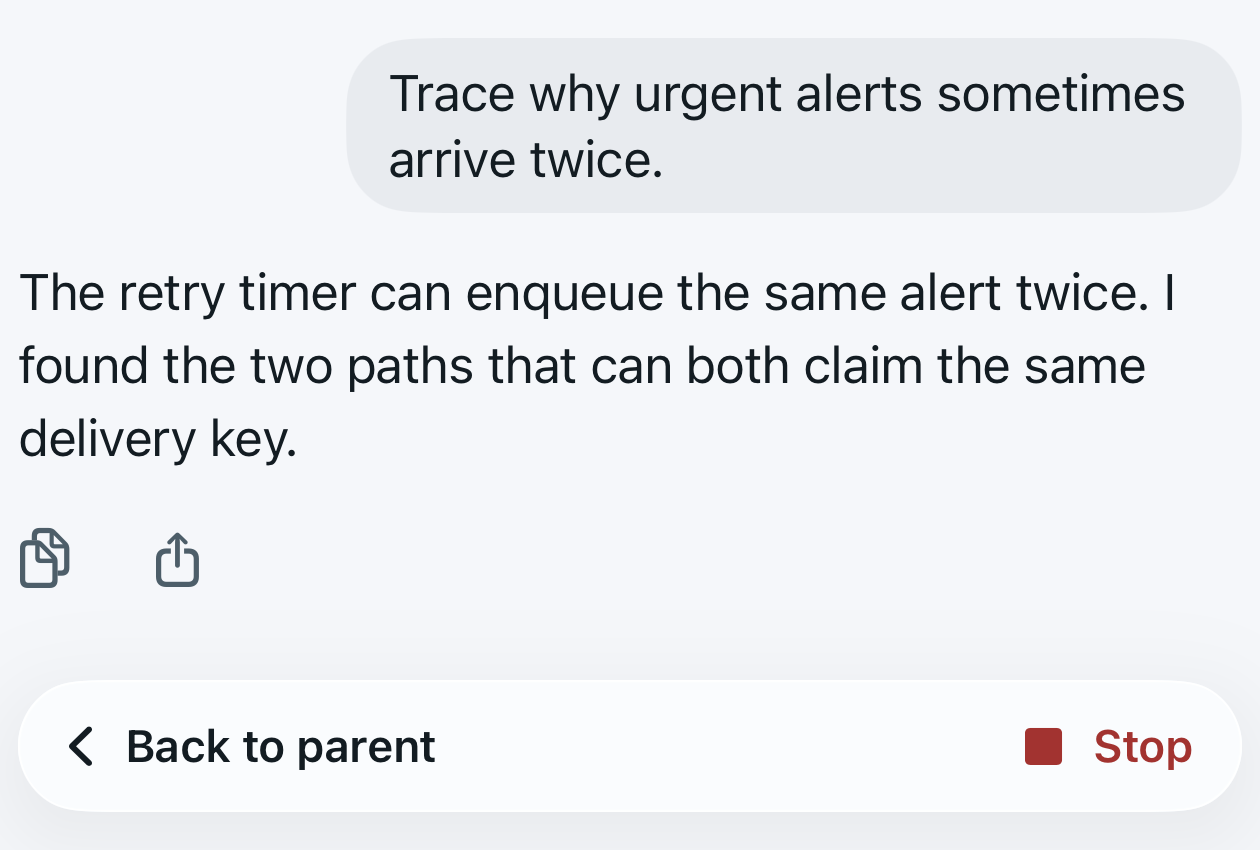 Trace why urgent alerts sometimes
arrive twice.
The retry timer can enqueue the same alert twice. I
found the two paths that can both claim the same
delivery key.
Back to parent
Stop